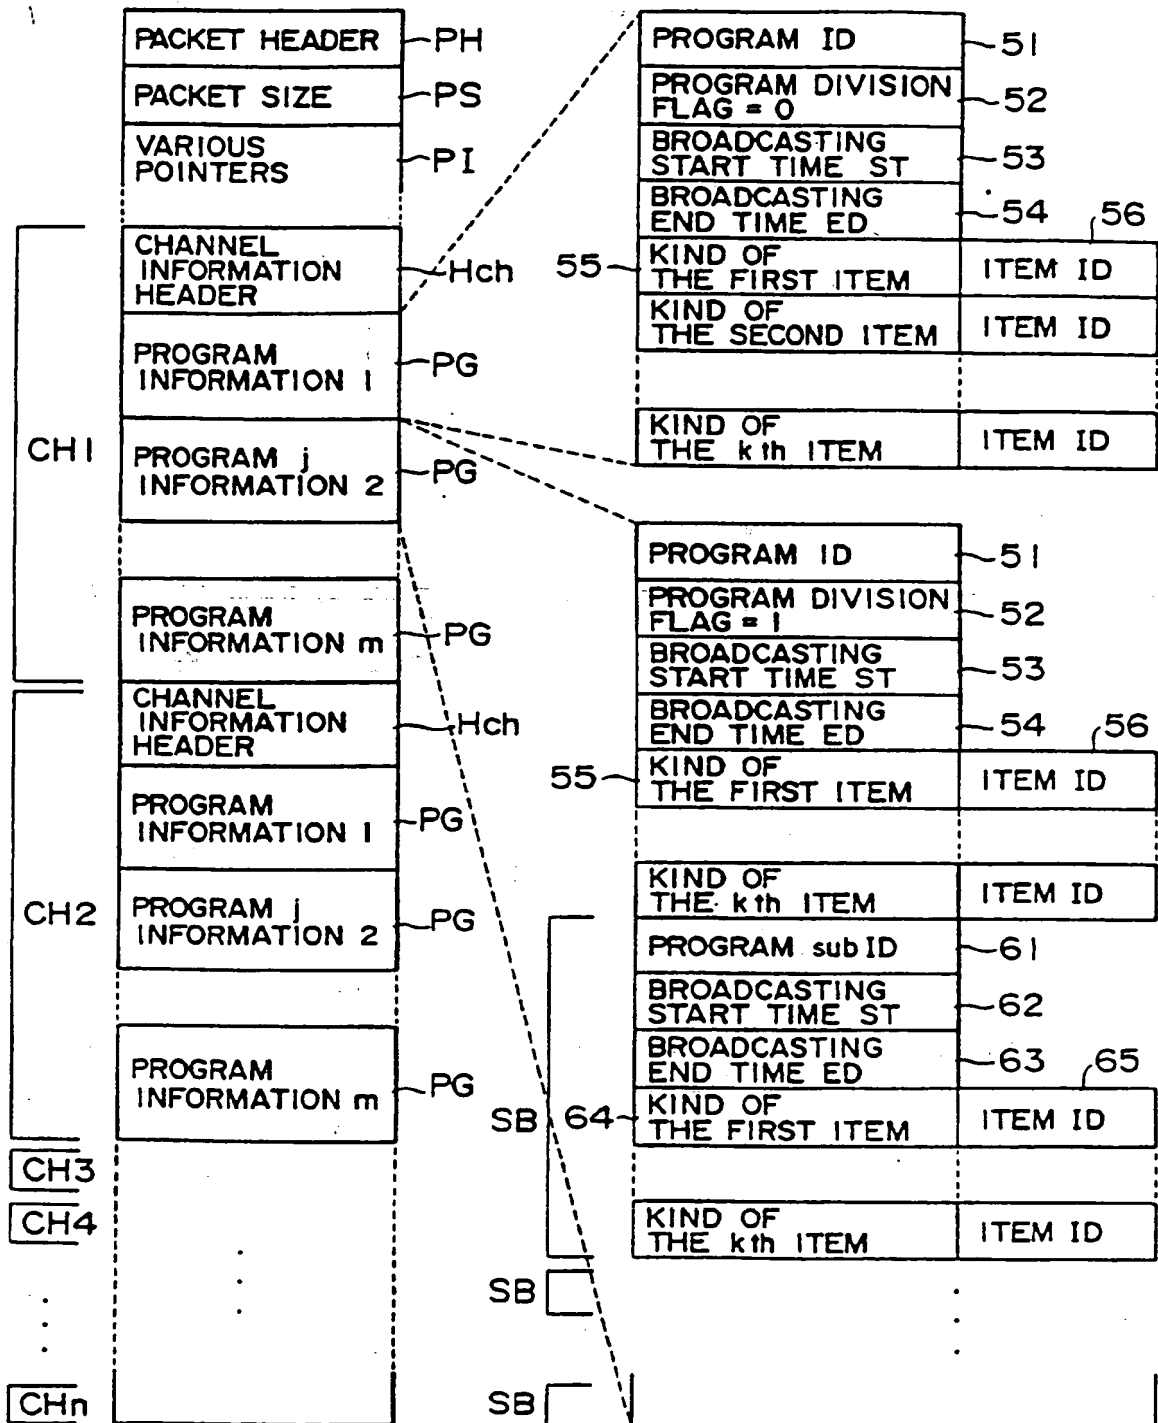 PACKET HEADER
PH
PACKET SIZE
PS
VARIOUS
POINTERS
PI
CH1
CHANNEL
INFORMATION
HEADER
Hch
PROGRAM
INFORMATION 1
PG
PROGRAM j
INFORMATION 2
PG
PROGRAM
INFORMATION m
PG
CH2
CHANNEL
INFORMATION
HEADER
Hch
PROGRAM
INFORMATION 1
PG
PROGRAM j
INFORMATION 2
PG
PROGRAM
INFORMATION m
PG
CH3
CH4
CHn
PROGRAM ID
51
PROGRAM DIVISION
FLAG = 0
52
BROADCASTING
START TIME ST
53
BROADCASTING
END TIME ED
54
56
55
KIND OF
THE FIRST ITEM
ITEM ID
KIND OF
THE SECOND ITEM
ITEM ID
KIND OF
THE kth ITEM
ITEM ID
PROGRAM ID
51
PROGRAM DIVISION
FLAG = 1
52
BROADCASTING
START TIME ST
53
BROADCASTING
END TIME ED
54
56
55
KIND OF
THE FIRST ITEM
ITEM ID
KIND OF
THE kth ITEM
ITEM ID
SB
PROGRAM sub ID
61
BROADCASTING
START TIME ST
62
BROADCASTING
END TIME ED
63
65
64
KIND OF
THE FIRST ITEM
ITEM ID
KIND OF
THE kth ITEM
ITEM ID
SB
SB